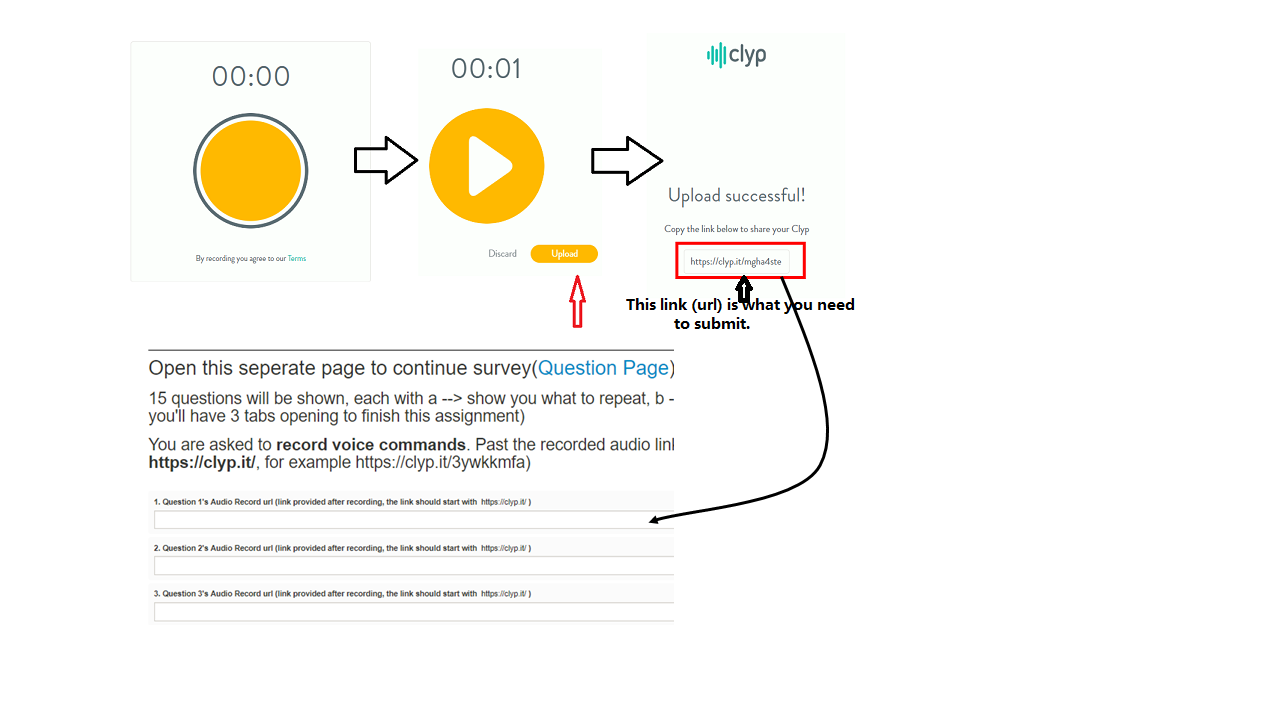 00:00
By recording you agree to our Terms
00:01
Discard
Upload
clyp
Upload successful!
Copy the link below to share your Clyp
https://clyp.it/mgha4ste
This link (url) is what you need
to submit.
Open this seperate page to continue survey(Question Page)
15 questions will be shown, each with a --> show you what to repeat, b -
you'll have 3 tabs opening to finish this assignment)
You are asked to record voice commands. Past the recorded audio link
https://clyp.it/, for example https://clyp.it/3ywkkmfa)
1. Question 1's Audio Record url (link provided after recording, the link should start with https://clyp.it/ )
2. Question 2's Audio Record url (link provided after recording, the link should start with https://clyp.it/ )
3. Question 3's Audio Record url (link provided after recording, the link should start with https://clyp.it/ )